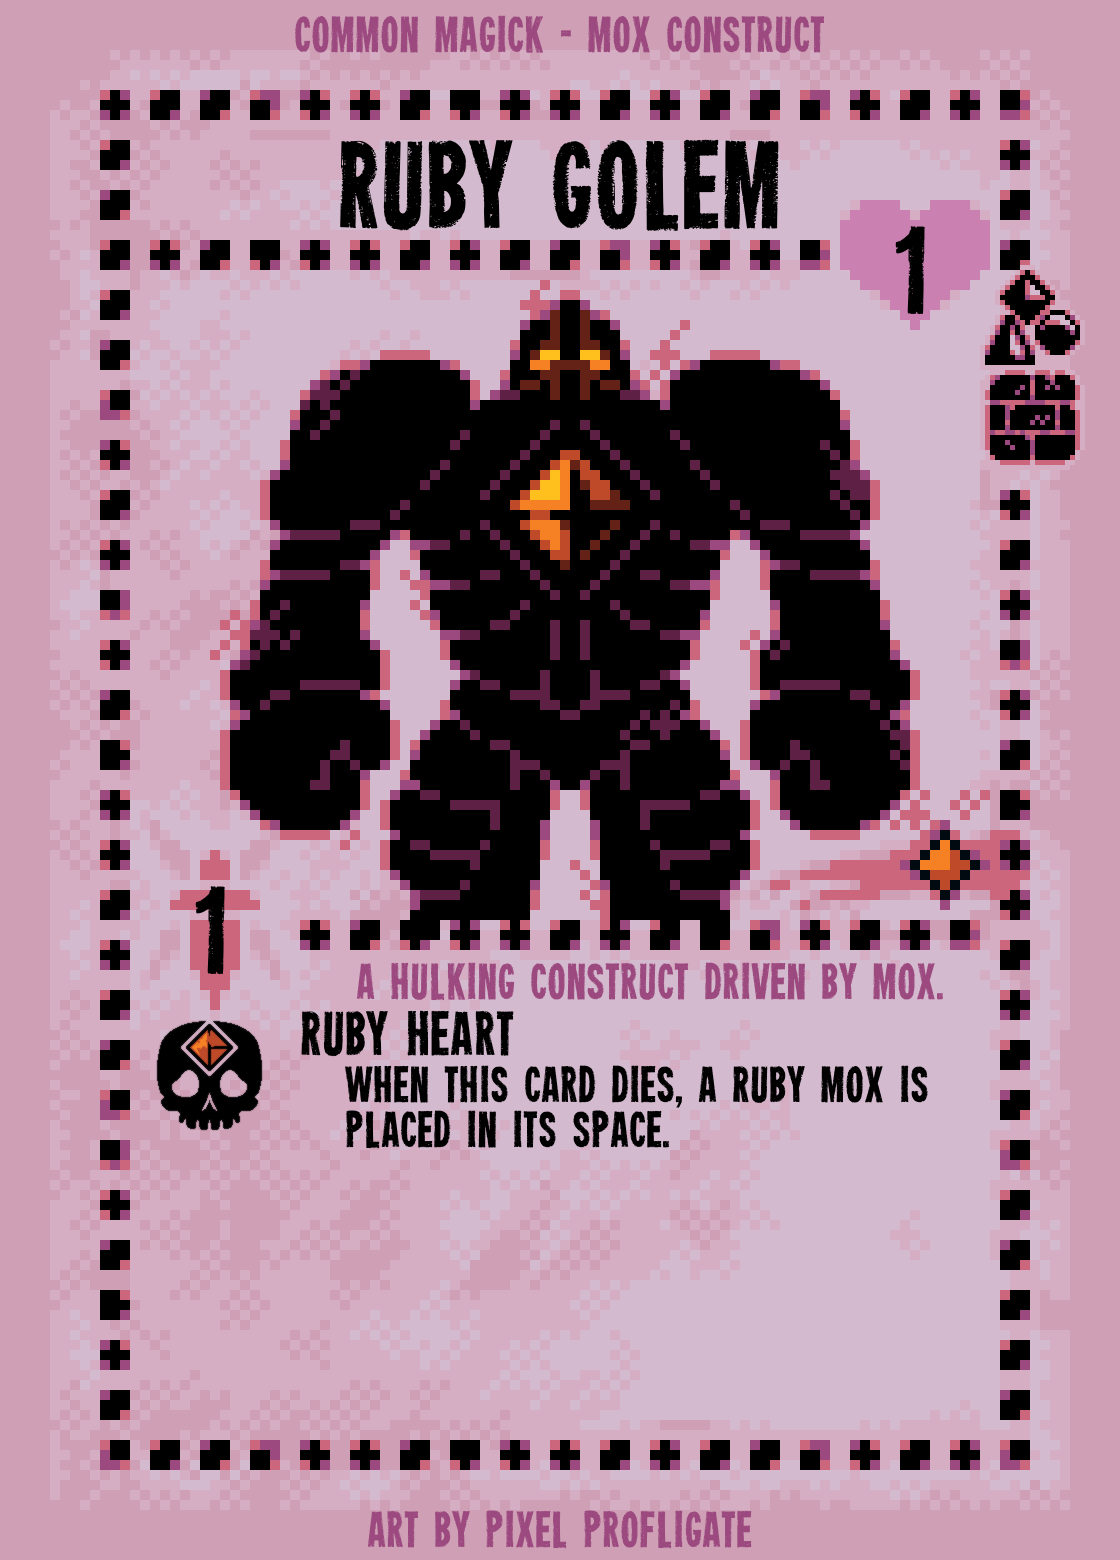 COMMON MAGICK - MOX CONSTRUCT
RUBY GOLEM
1
1
A HULKING CONSTRUCT DRIVEN BY MOX.
RUBY HEART
WHEN THIS CARD DIES, A RUBY MOX IS
PLACED IN ITS SPACE.
ART BY PIXEL PROFLIGATE